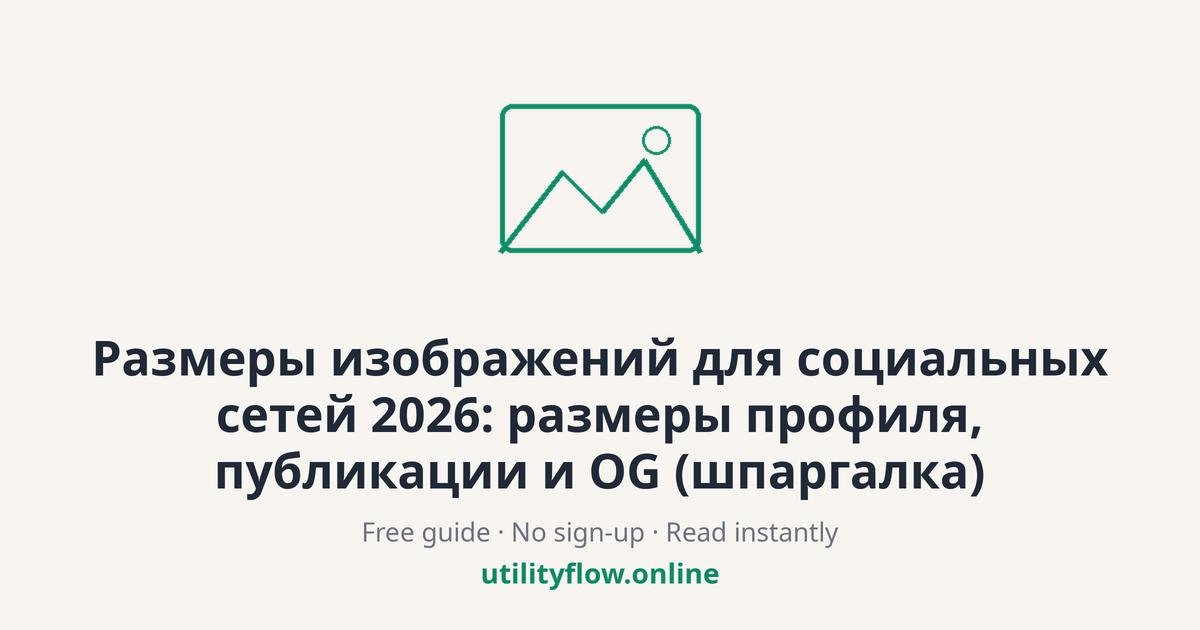 Размеры изображений для социальных
сетей 2026: размеры профиля,
публикации и OG (шпаргалка)
Free guide · No sign-up · Read instantly
utilityflow.online